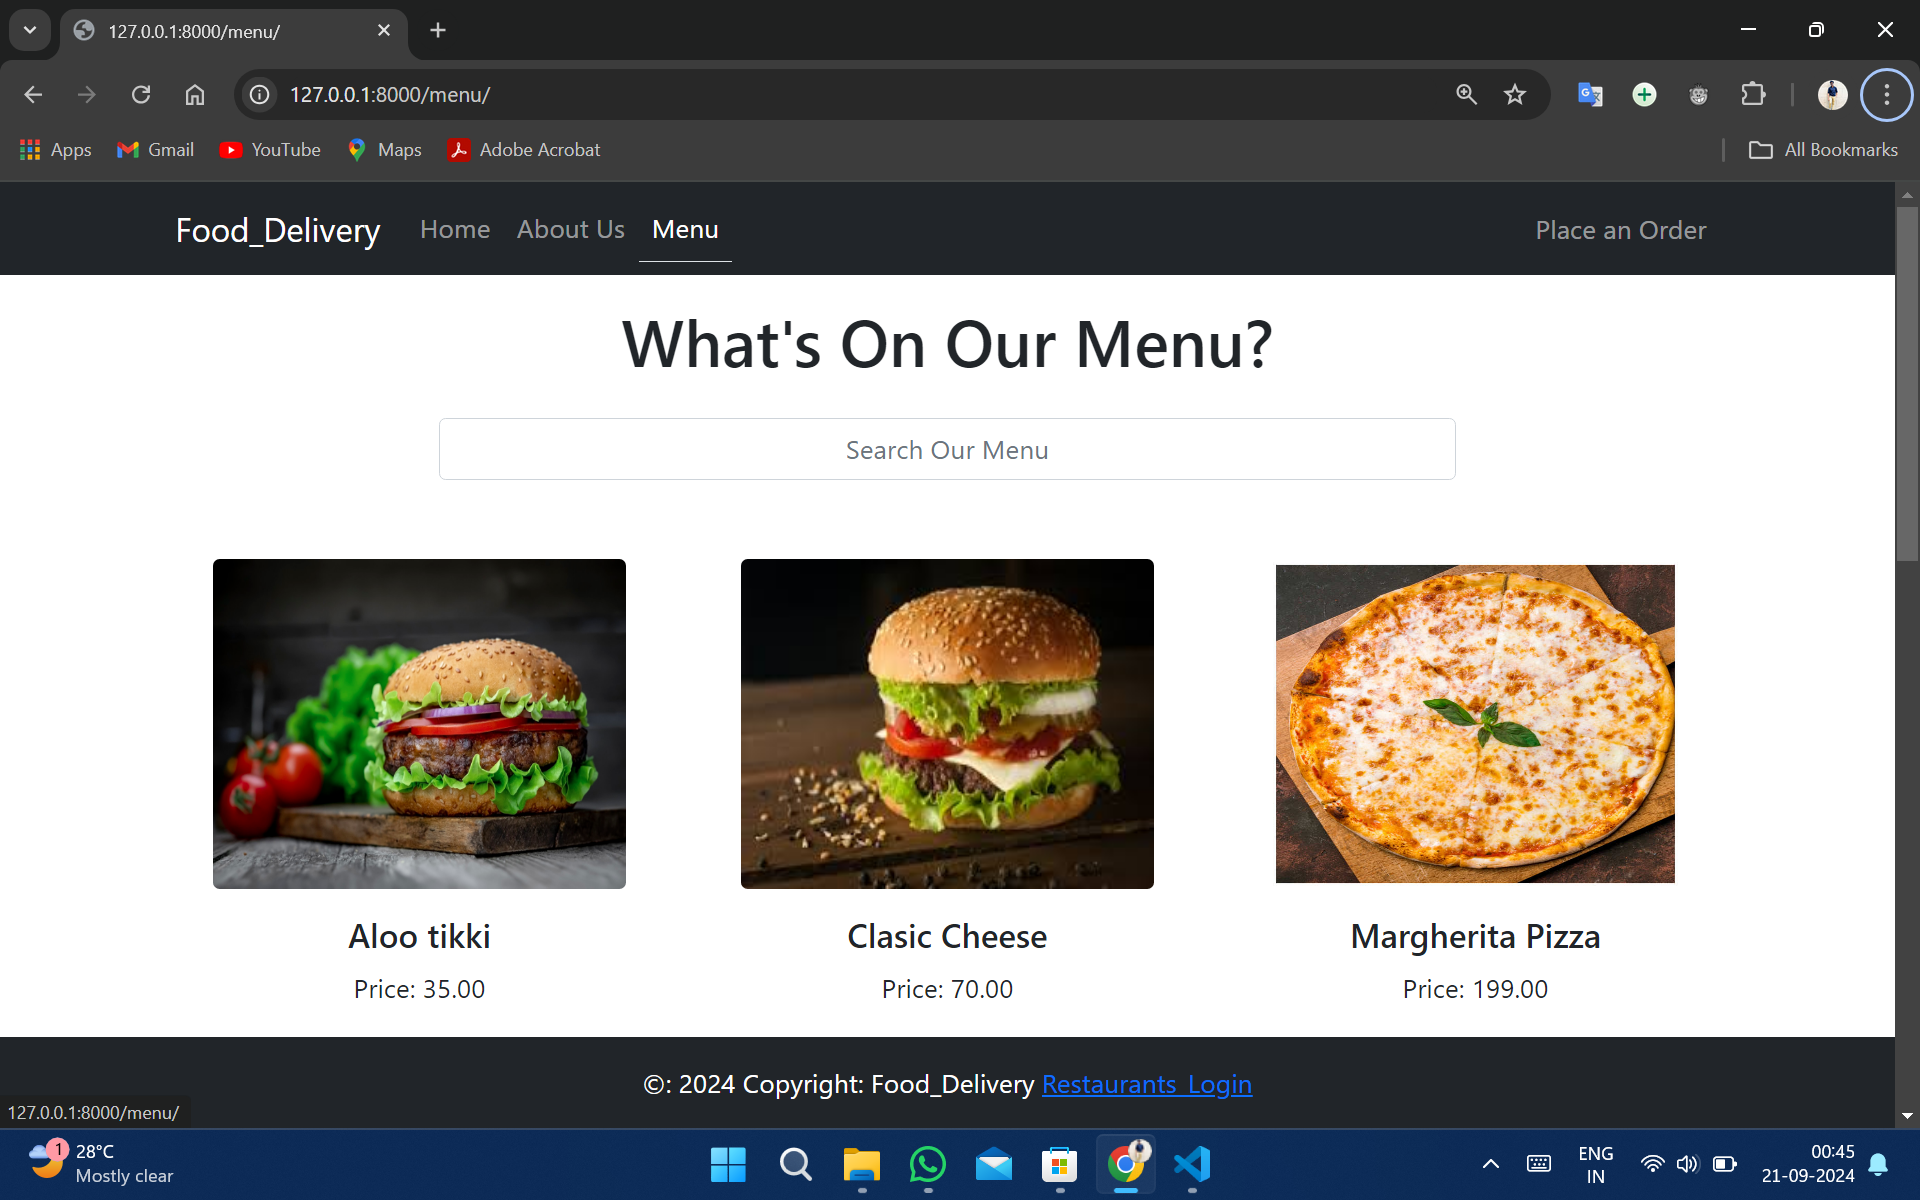 127.0.0.1:8000/menu/
127.0.0.1:8000/menu/
Apps Gmail YouTube Maps Adobe Acrobat All Bookmarks
Food_Delivery Home About Us Menu Place an Order
What's On Our Menu?
Search Our Menu
Aloo tikki Clasic Cheese Margherita Pizza
Price: 35.00 Price: 70.00 Price: 199.00
©: 2024 Copyright: Food_Delivery Restaurants_Login
127.0.0.1:8000/menu/
1 28°C
Mostly clear
ENG
IN
00:45
21-09-2024